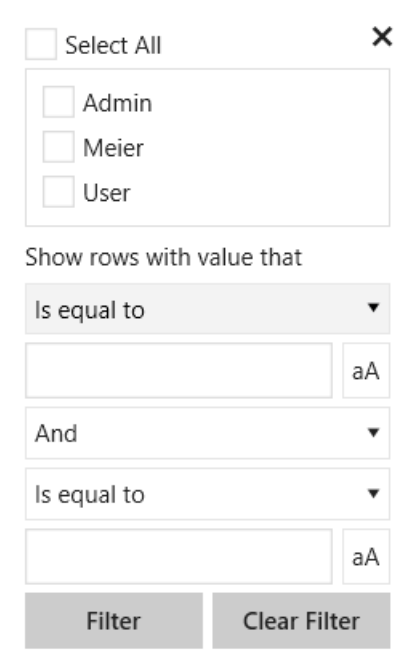 Select All
Admin
Meier
User
Show rows with value that
Is equal to
aA
And
Is equal to
aA
Filter
Clear Filter